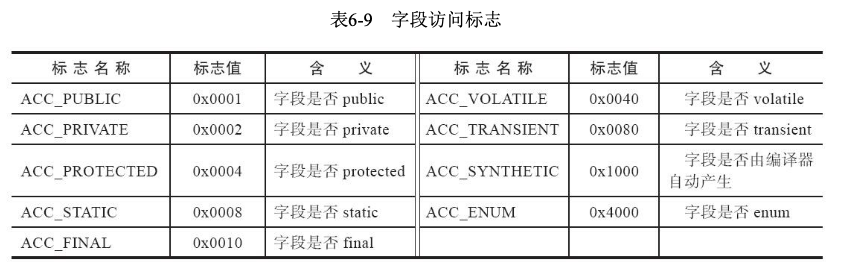 表6-9 字段访问标志
标志名称 标志值 含 义 标志名称 标志值 含 义
ACC_PUBLIC 0x0001 字段是否 public ACC_VOLATILE 0x0040 字段是否 volatile
ACC_PRIVATE 0x0002 字段是否 private ACC_TRANSIENT 0x0080 字段是否 transient
ACC_PROTECTED 0x0004 字段是否 protected ACC_SYNTHETIC 0x1000 字段是否由编译器
自动产生
ACC_STATIC 0x0008 字段是否 static ACC_ENUM 0x4000 字段是否 enum
ACC_FINAL 0x0010 字段是否 final